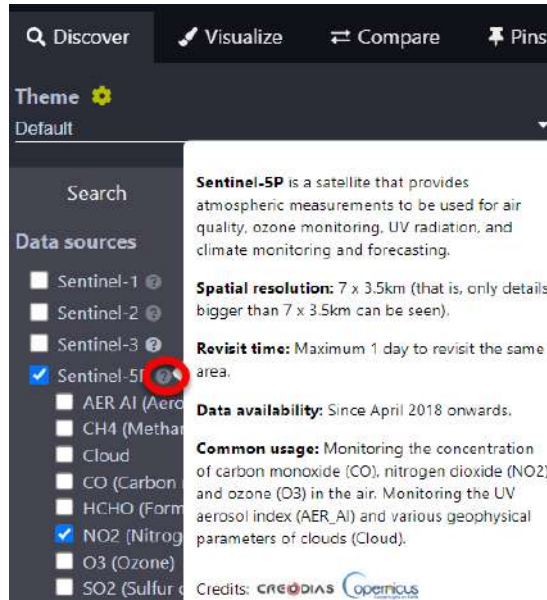 Discover Visualize Compare Pins
Theme
Default
Search
Data sources
Sentinel-1
Sentinel-2
Sentinel-3
Sentinel-5P
AER AI (Aero
CH4 (Methan
Cloud
CO (Carbon
HCHO (Form
NO2 (Nitrog
O3 (Ozone)
SO2 (Sulfur
Sentinel-5P is a satellite that provides
atmospheric measurements to be used for air
quality, ozone monitoring, UV radiation, and
climate monitoring and forecasting.
Spatial resolution: 7 x 3.5km (that is, only details
bigger than 7 x 3.5km can be seen).
Revisit time: Maximum 1 day to revisit the same
area.
Data availability: Since April 2018 onwards.
Common usage: Monitoring the concentration
of carbon monoxide (CO), nitrogen dioxide (NO2)
and ozone (O3) in the air. Monitoring the UV
aerosol index (AER_AI) and various geophysical
parameters of clouds (Cloud).
Credits: CREODIAS Opernicus